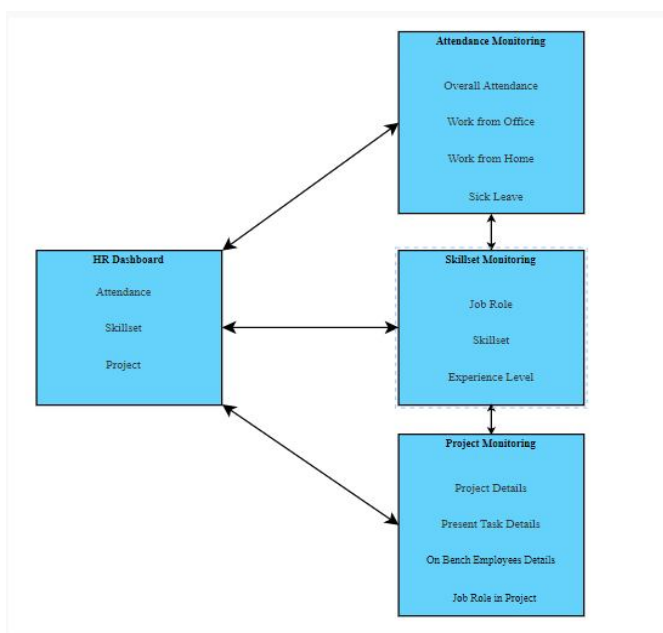 Attendance Monitoring
Overall Attendance
Work from Office
Work from Home
Sick Leave
HR Dashboard
Attendance
Skillset
Project
Skillset Monitoring
Job Role
Skillset
Experience Level
Project Monitoring
Project Details
Present Task Details
On Bench Employees Details
Job Role in Project